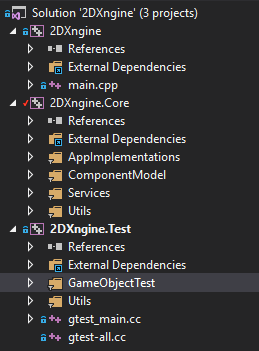 Solution '2DXngine' (3 projects)
2DXngine
References
External Dependencies
main.cpp
2DXngine.Core
References
External Dependencies
AppImplementations
ComponentModel
Services
Utils
2DXngine.Test
References
External Dependencies
GameObjectTest
Utils
gtest_main.cc
gtest-all.cc